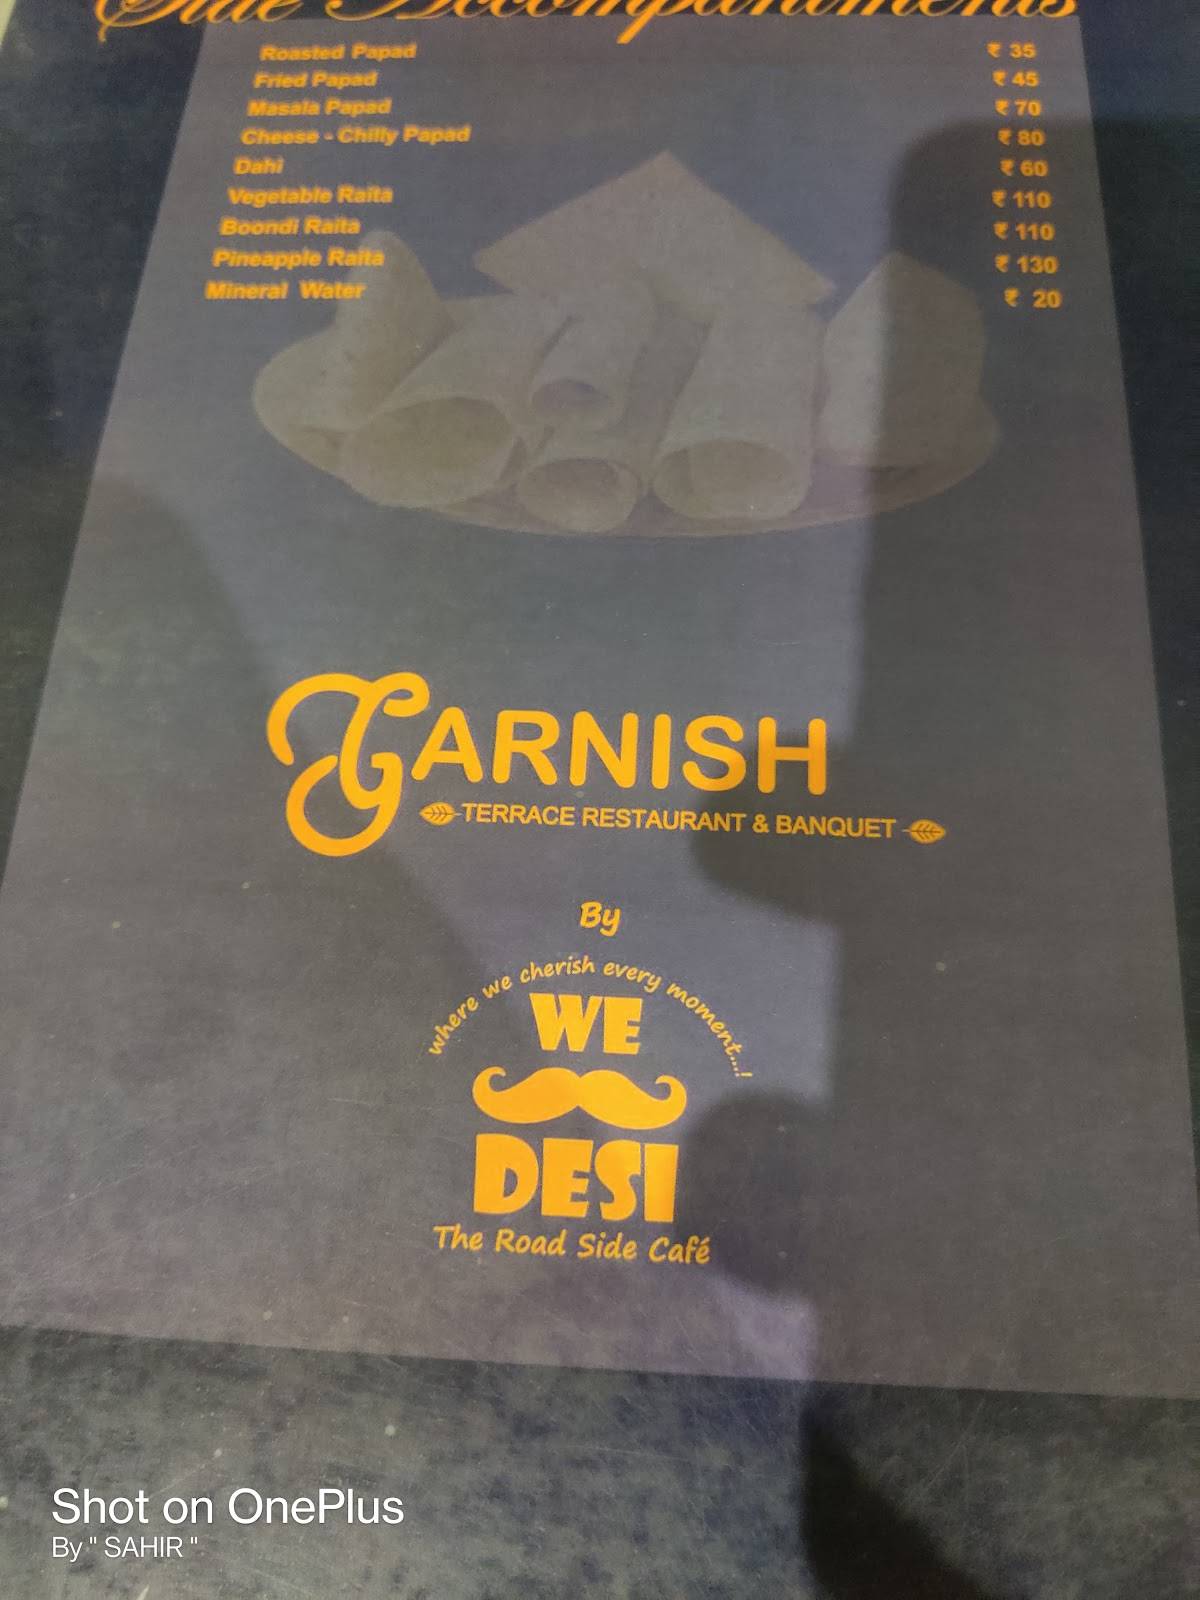 Side Accompaniments
Roasted Papad ₹ 35
Fried Papad ₹ 45
Masala Papad ₹ 70
Cheese - Chilly Papad ₹ 80
Dahi ₹ 60
Vegetable Raita ₹ 110
Boondi Raita ₹ 110
Pineapple Raita ₹ 130
Mineral Water ₹ 20
GARNISH
TERRACE RESTAURANT & BANQUET
By
where we cherish every moment...!
WE
DESI
The Road Side Café
Shot on OnePlus
By " SAHIR "